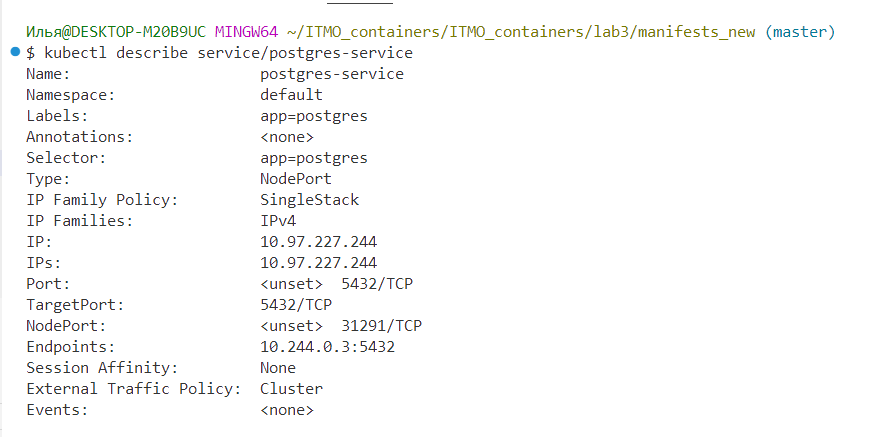 Илья@DESKTOP-M20B9UC MINGW64 ~/ITMO_containers/ITMO_containers/lab3/manifests_new (master)
$ kubectl describe service/postgres-service
Name:                     postgres-service
Namespace:                default
Labels:                   app=postgres
Annotations:              <none>
Selector:                 app=postgres
Type:                     NodePort
IP Family Policy:         SingleStack
IP Families:              IPv4
IP:                       10.97.227.244
IPs:                      10.97.227.244
Port:                     <unset>  5432/TCP
TargetPort:               5432/TCP
NodePort:                 <unset>  31291/TCP
Endpoints:                10.244.0.3:5432
Session Affinity:         None
External Traffic Policy:  Cluster
Events:                   <none>